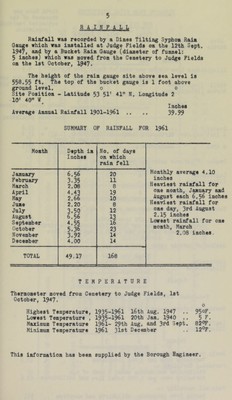 5
RAINFALL
Rainfall was recorded by a Dines Tilting Syphon Rain
Gauge which was installed at Judge Fields on the 12th Sept.
1947, and by a Bucket Rain Gauge (diameter of funnel
5 inches) which was moved from the Cemetery to Judge Fields
on the 1st October, 1947.
The height of the rain gauge site above sea level is
558.55 ft. The top of the bucket gauge is 1 foot above
ground level.
Site Position - Latitude 53 51' 41" N, Longitude 2
10' 40" W.
Inches
Average Annual Rainfall 1901-1961 .. .. 39.99
SUMMARY OF RAINFALL FOR 1961
Month Depth in Inches No. of days on which rain fell
January 6.56 20
February 3.35 11
March 2.08 8
April 4.43 19
May 2.66 10
June 2.20 8
July 3.50 12
August 6.56 13
September 4.55 16
October 5.36 23
November 3.92 14
December 4.00 14
TOTAL 49.17 168
Monthly average 4.10
inches
Heaviest rainfall for
one month, January and
August each 6.56 inches
Heaviest rainfall for
one day, 3rd August
2.15 inches
Lowest rainfall for one
month, March
2.08 inches.
TEMPERATURE
Thermometer moved from Cemetery to Judge Fields, 1st
October, 1947.
Highest Temperature, 1935-1961 16th Aug. 1947 ..
Lowest Temperature, 1935-1961 20th Jan. 1940 ..
Maximum Temperature 1961- 29th Aug, and 3rd Sept.
Minimum Temperature 1961 31st December ..
This information has been supplied by the Borough Engineer.